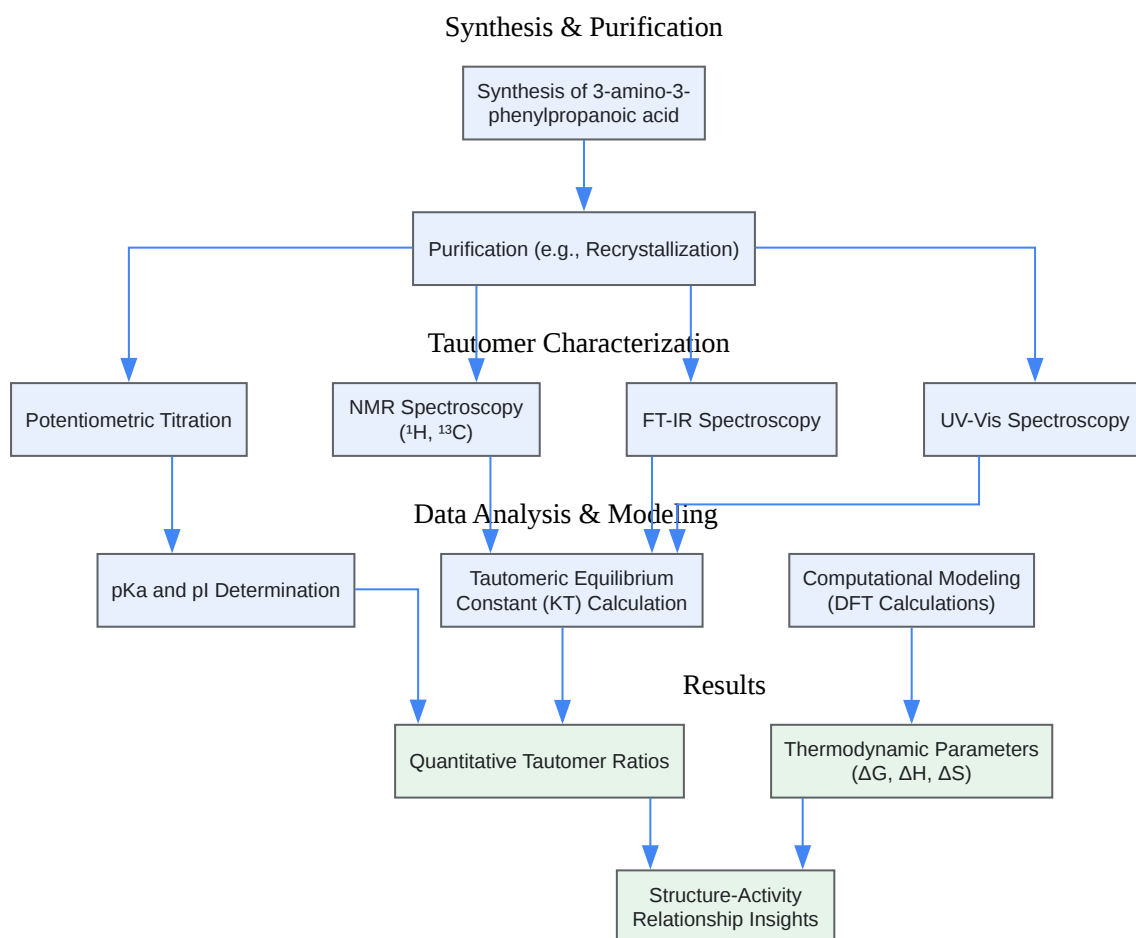 Synthesis & Purification
Synthesis of 3-amino-3-
phenylpropanoic acid
Purification (e.g., Recrystallization)
Tautomer Characterization
Potentiometric Titration
NMR Spectroscopy
(¹H, ¹³C)
FT-IR Spectroscopy
UV-Vis Spectroscopy
Data Analysis & Modeling
pKa and pI Determination
Tautomeric Equilibrium
Constant (KT) Calculation
Computational Modeling
(DFT Calculations)
Results
Quantitative Tautomer Ratios
Thermodynamic Parameters
(ΔG, ΔH, ΔS)
Structure-Activity
Relationship Insights